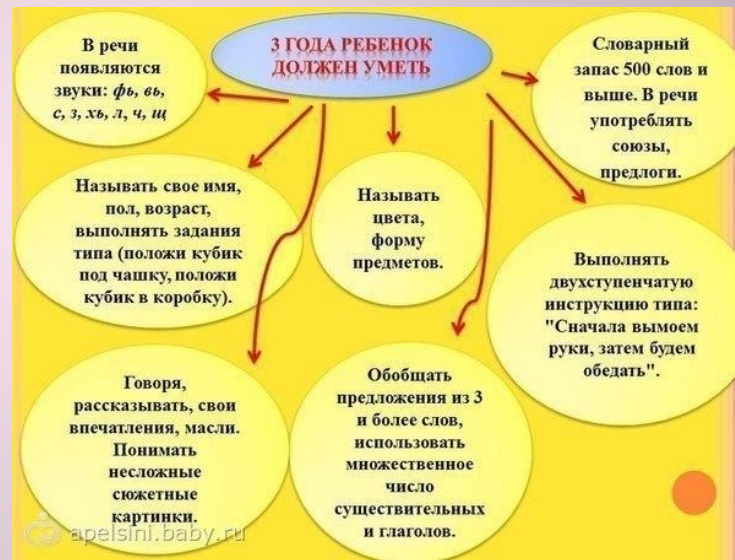 3 ГОДА РЕБЕНОК
ДОЛЖЕН УМЕТЬ
В речи
появляются
звуки: фь, вь,
с, з, хь, л, ч, щ
Словарный
запас 500 слов и
выше. В речи
употреблять
союзы,
предлоги.
Называть свое имя,
пол, возраст,
выполнять задания
типа (положи кубик
под чашку, положи
кубик в коробку).
Называть
цвета,
форму
предметов.
Выполнять
двухступенчатую
инструкцию типа:
"Сначала вымоем
руки, затем будем
обедать".
Говоря,
рассказывать, свои
впечатления, масли.
Понимать
несложные
сюжетные
картинки.
Обобщать
предложения из 3
и более слов,
использовать
множественное
число
существительных
и глаголов.
apelsini.baby.ru